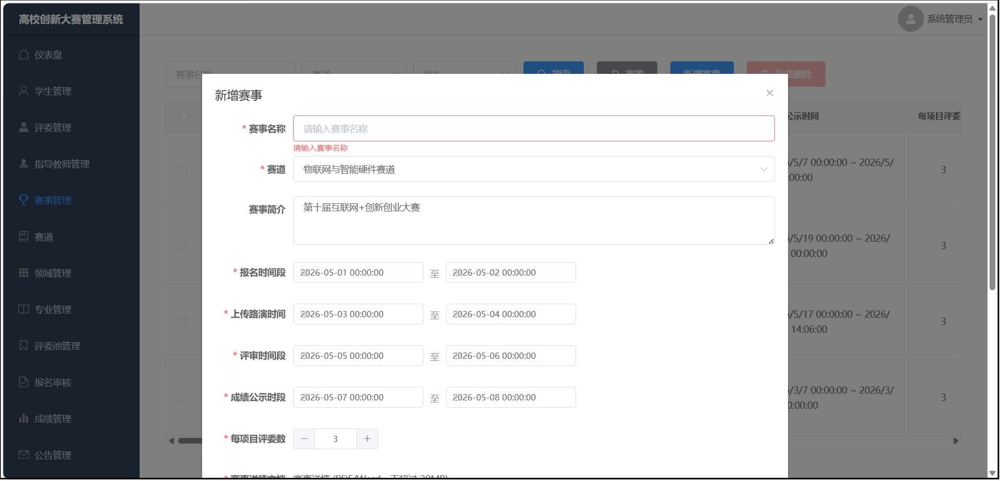 高校创新大赛管理系统
系统管理员
仪表盘
学生管理
评委管理
指导教师管理
赛事管理
赛道
领域管理
专业管理
评委池管理
报名审核
成绩管理
公告管理
赛事名称
赛道
状态
搜索
重置
新增赛事
批量删除
公示时间
每项目评委
/5/7 00:00:00 ~ 2026/5/
:00:00
3
/5/19 00:00:00 ~ 2026/
00:00:00
3
/5/17 00:00:00 ~ 2026/
14:06:00
3
/3/7 00:00:00 ~ 2026/3/
0:00:00
3
新增赛事
* 赛事名称
请输入赛事名称
请输入赛事名称
* 赛道
物联网与智能硬件赛道
赛事简介
第十届互联网+创新创业大赛
* 报名时间段
2026-05-01 00:00:00 至 2026-05-02 00:00:00
* 上传路演时间
2026-05-03 00:00:00 至 2026-05-04 00:00:00
* 评审时间段
2026-05-05 00:00:00 至 2026-05-06 00:00:00
* 成绩公示时段
2026-05-07 00:00:00 至 2026-05-08 00:00:00
* 每项目评委数
3
* 赛事详情文档
赛事详情 (PDF/Word，不超过 20MB)